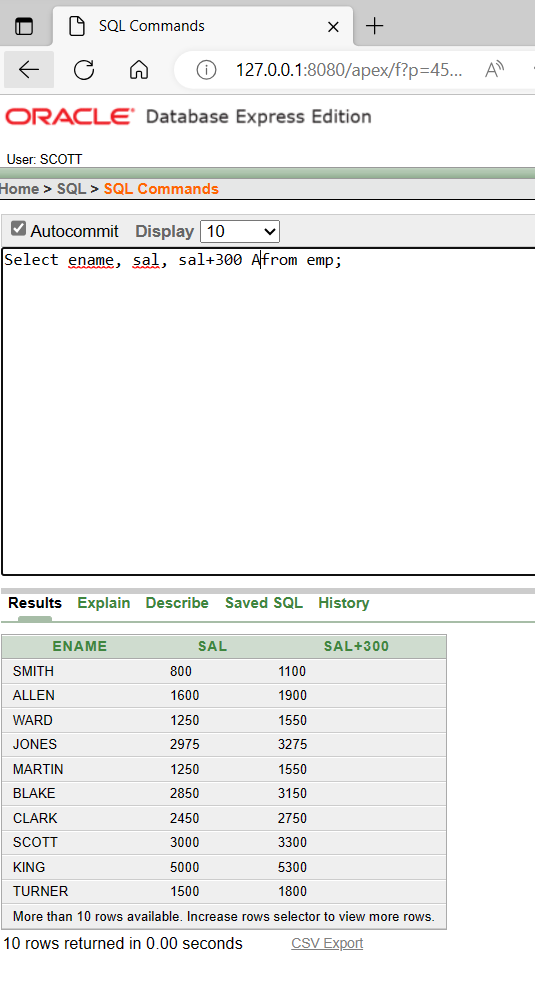 SQL Commands
127.0.0.1:8080/apex/f?p=45...
ORACLE Database Express Edition
User: SCOTT
Home > SQL > SQL Commands
Autocommit Display 10
Select ename, sal, sal+300 Afrom emp;
Results Explain Describe Saved SQL History
ENAME SAL SAL+300
SMITH 800 1100
ALLEN 1600 1900
WARD 1250 1550
JONES 2975 3275
MARTIN 1250 1550
BLAKE 2850 3150
CLARK 2450 2750
SCOTT 3000 3300
KING 5000 5300
TURNER 1500 1800
More than 10 rows available. Increase rows selector to view more rows.
10 rows returned in 0.00 seconds CSV Export